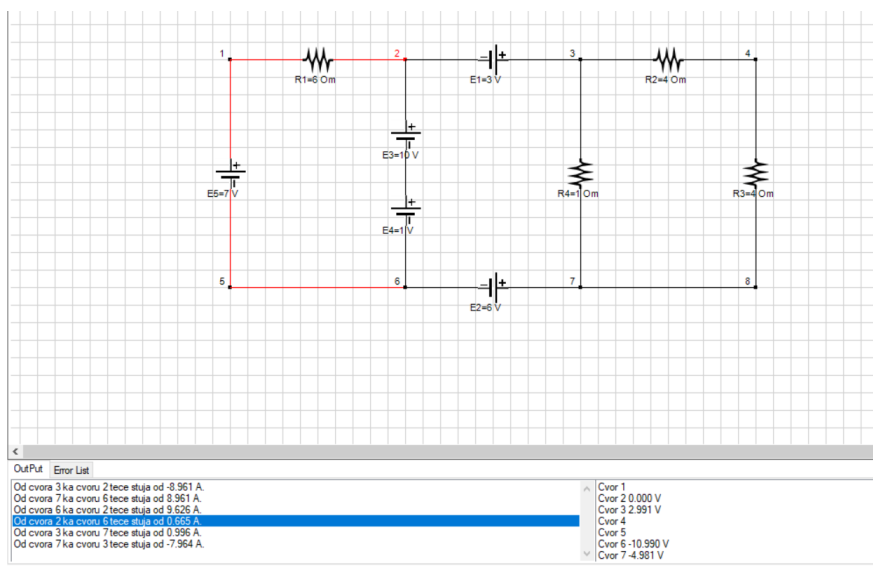 1 2 3 4
R1=6 Om E1=3 V R2=4 Om
E3=10 V
E5=7 V R4=1 Om R3=4 Om
E4=1 V
5 6 7 8
E2=6 V
OutPut Error List
Od cvora 3 ka cvoru 2 tece stuja od -8.961 A.
Od cvora 7 ka cvoru 6 tece stuja od 8.961 A.
Od cvora 6 ka cvoru 2 tece stuja od 9.626 A.
Od cvora 2 ka cvoru 6 tece stuja od 0.665 A.
Od cvora 3 ka cvoru 7 tece stuja od 0.996 A.
Od cvora 7 ka cvoru 3 tece stuja od -7.964 A.
Cvor 1
Cvor 2 0.000 V
Cvor 3 2.991 V
Cvor 4
Cvor 5
Cvor 6 -10.990 V
Cvor 7 -4.981 V